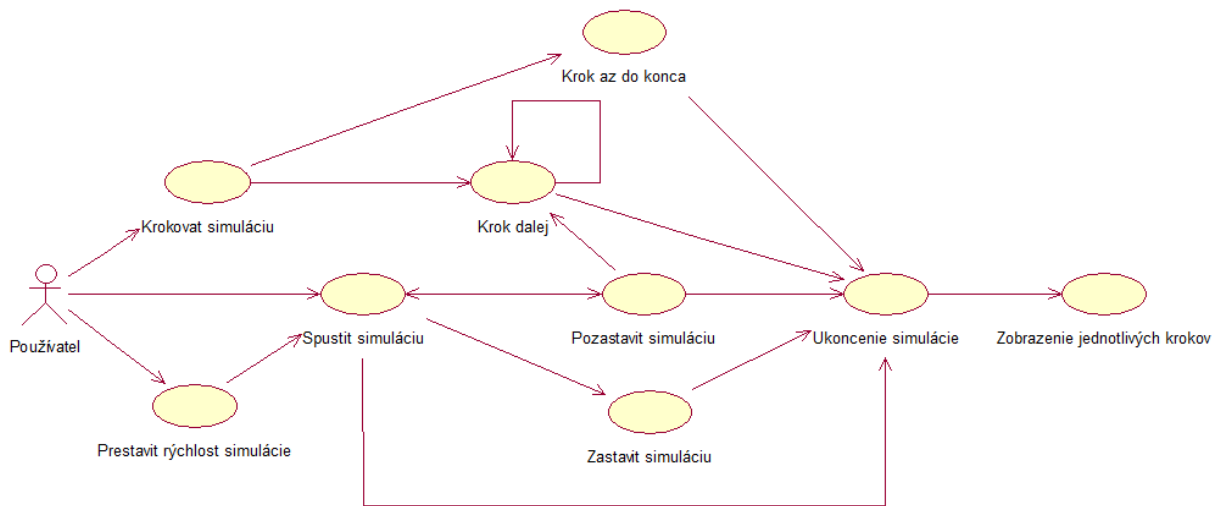 Krok az do konca
Krokovat simuláciu
Krok dalej
Používatel
Spustit simuláciu
Pozastavit simuláciu
Ukoncenie simulácie
Zobrazenie jednotlivých krokov
Prestavit rýchlost simulácie
Zastavit simuláciu